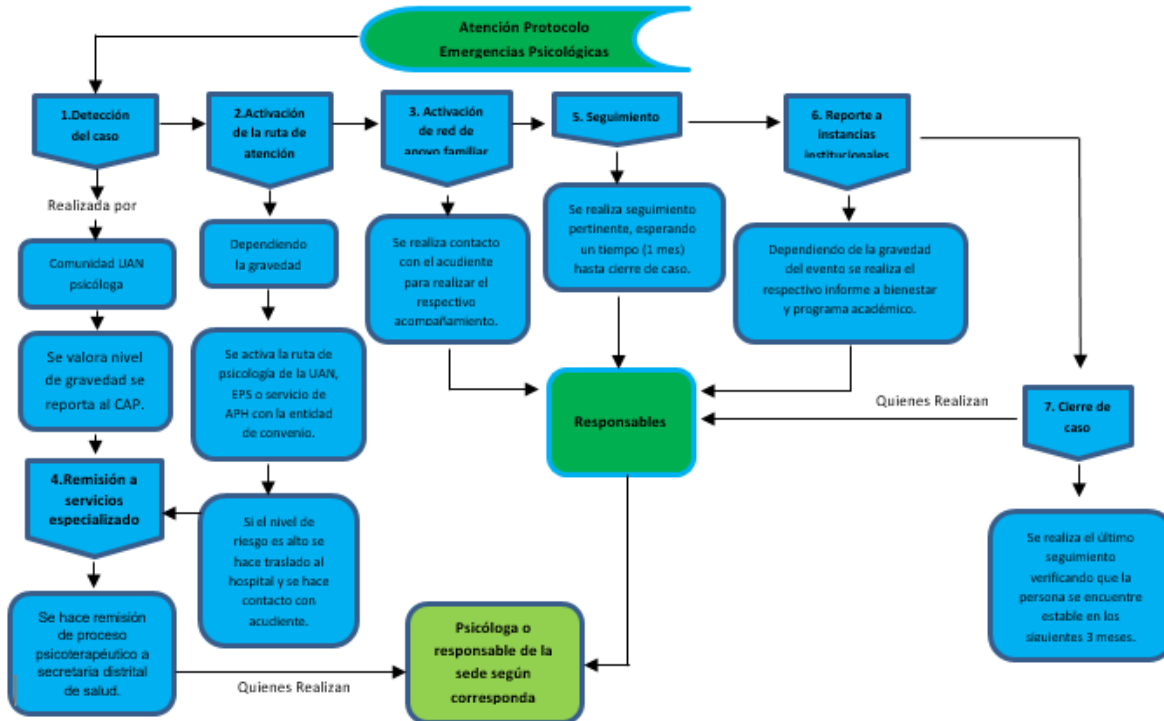 Atención Protocolo
Emergencias Psicológicas
1.Detección
del caso
2.Activación
de la ruta de
atención
3. Activación
de red de
apoyo familiar
5. Seguimiento
6. Reporte a
instancias
institucionales
Realizada por
Comunidad UAN
psicóloga
Dependiendo
la gravedad
Se realiza contacto
con el acudiente
para realizar el
respectivo
acompañamiento.
Se realiza seguimiento
pertinente, esperando
un tiempo (1 mes)
hasta cierre de caso.
Dependiendo de la gravedad
del evento se realiza el
respectivo informe a bienestar
y programa académico.
Se valora nivel
de gravedad se
reporta al CAP.
Se activa la ruta de
psicología de la UAN,
EPS o servicio de
APH con la entidad
de convenio.
Responsables
Quienes Realizan
7. Cierre de
caso
4.Remisión a
servicios
especializado
Si el nivel de
riesgo es alto se
hace traslado al
hospital y se hace
contacto con
acudiente.
Se realiza el último
seguimiento
verificando que la
persona se encuentre
estable en los
siguientes 3 meses.
Se hace remisión
de proceso
psicoterapéutico a
secretaria distrital
de salud.
Quienes Realizan
Psicóloga o
responsable de la
sede según
corresponda